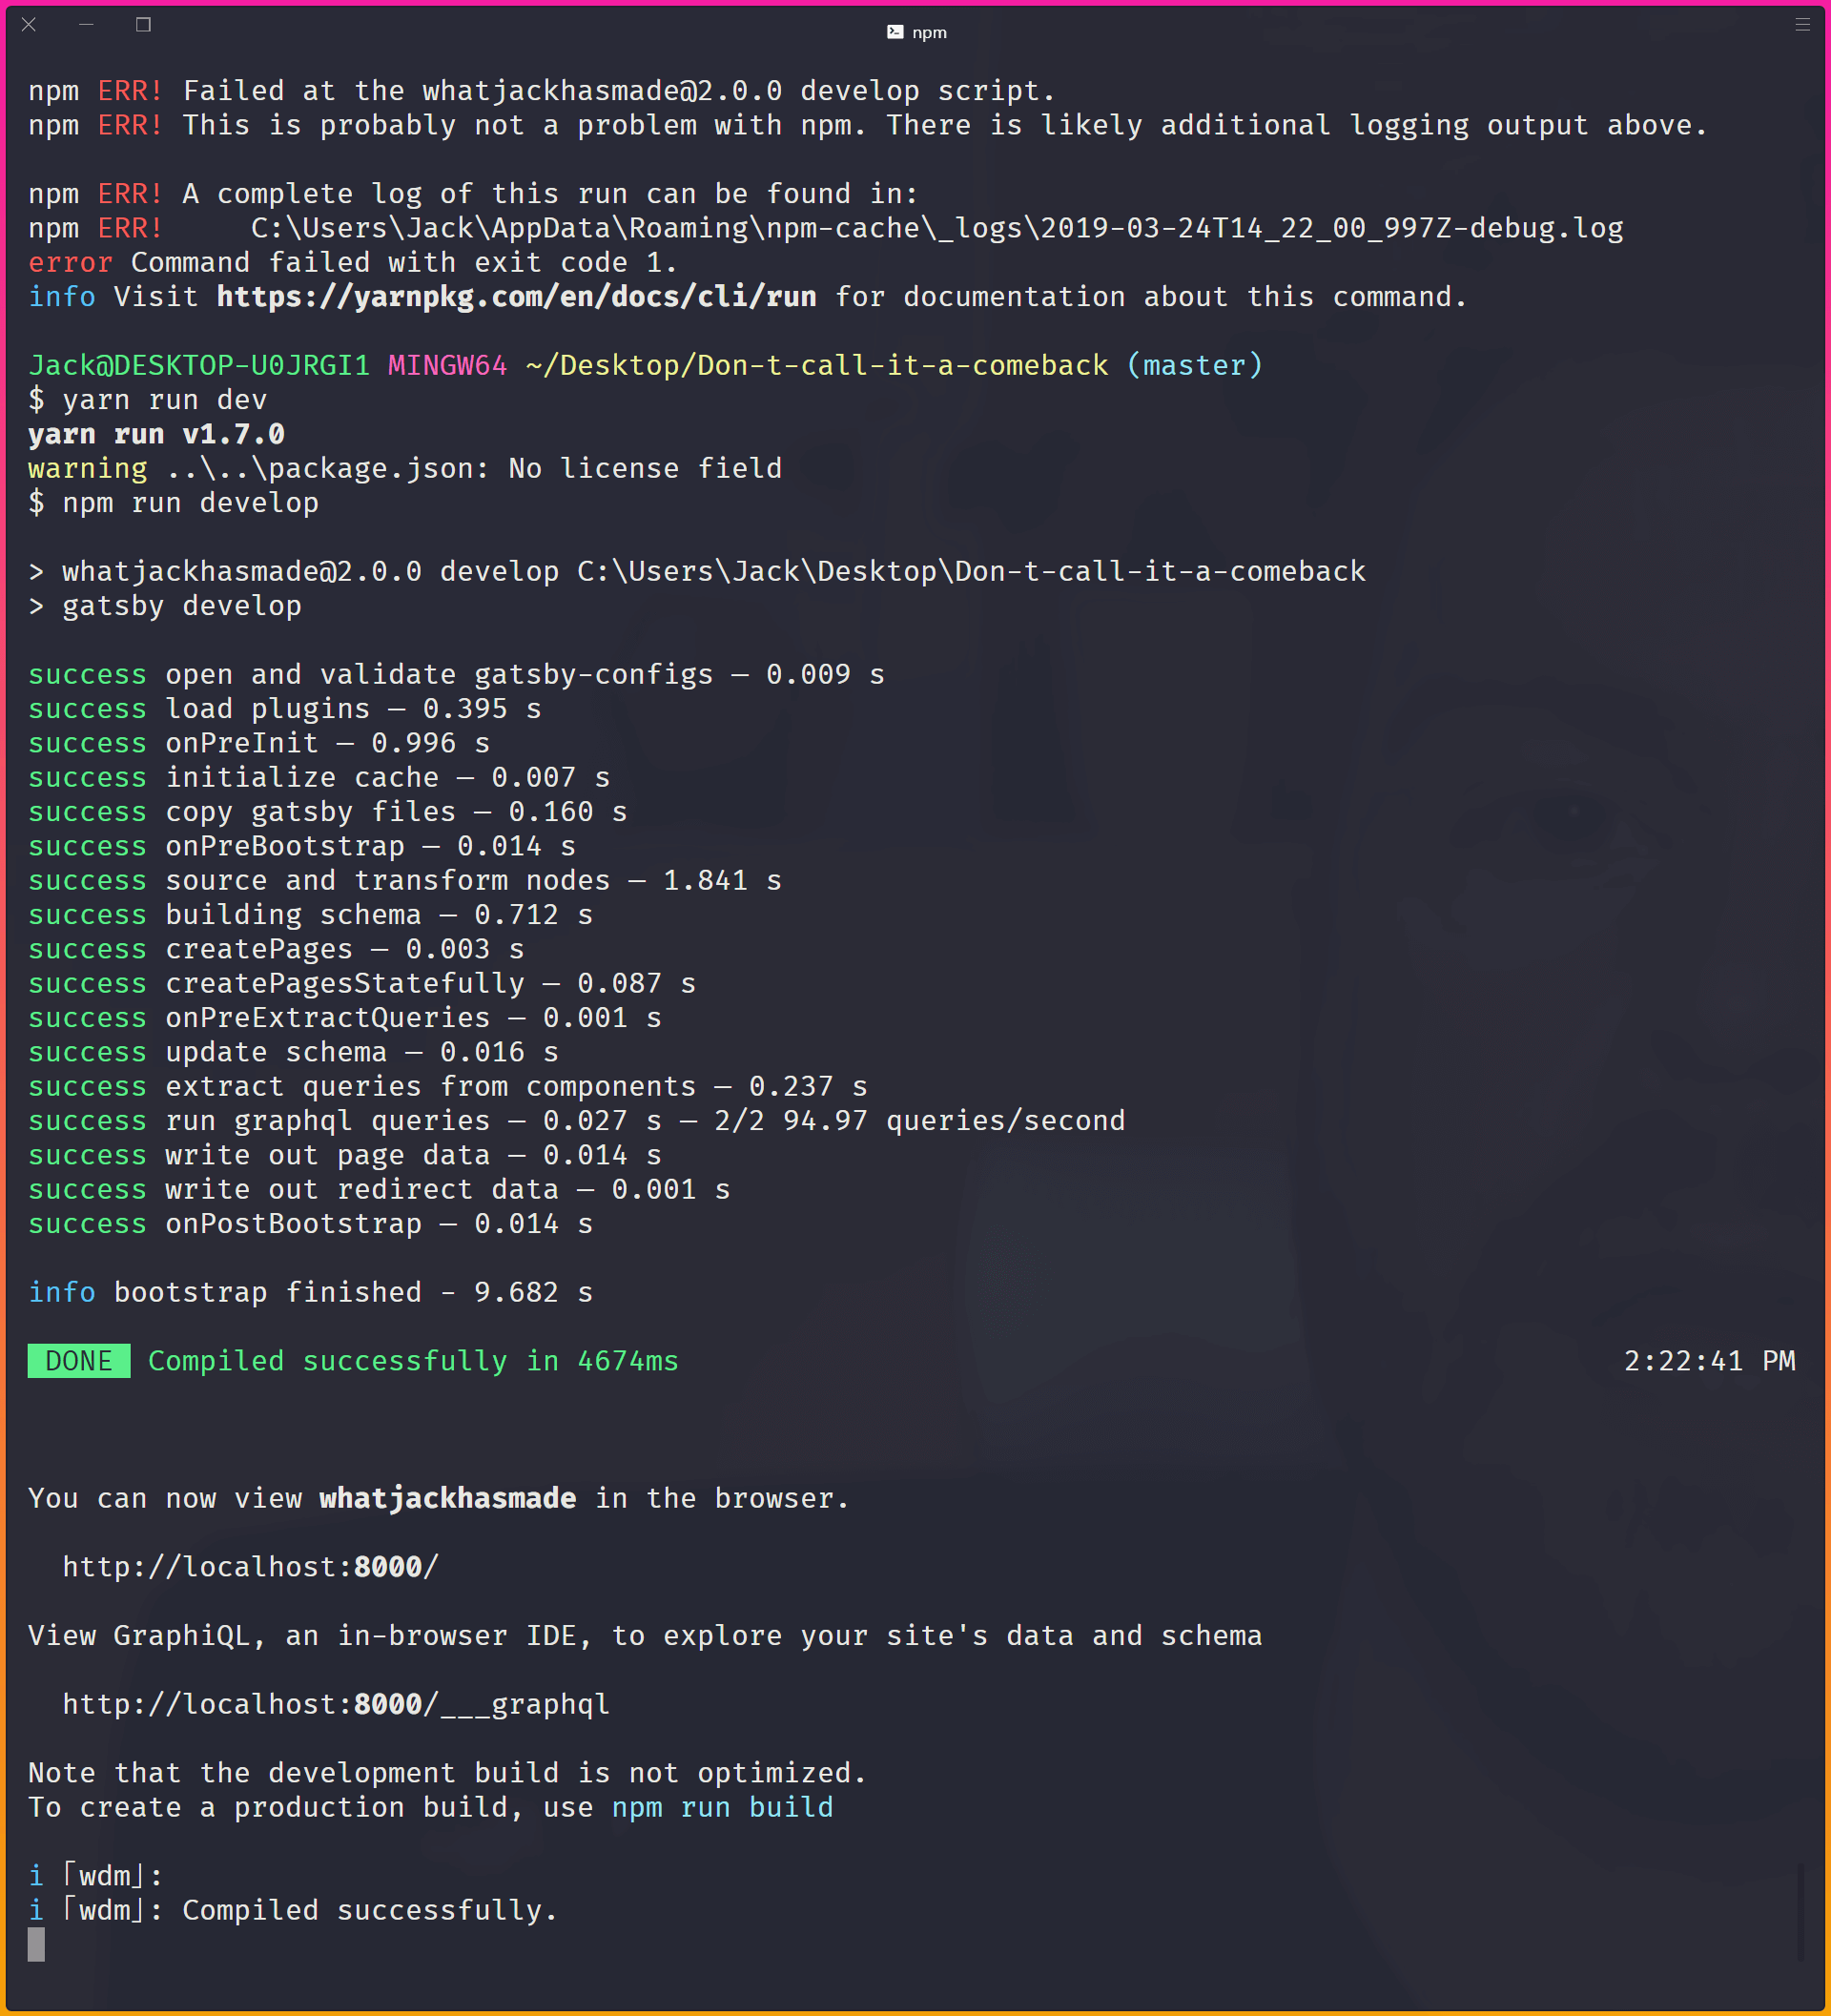 npm
npm ERR! Failed at the whatjackhasmade@2.0.0 develop script.
npm ERR! This is probably not a problem with npm. There is likely additional logging output above.
npm ERR! A complete log of this run can be found in:
npm ERR!     C:\Users\Jack\AppData\Roaming\npm-cache\_logs\2019-03-24T14_22_00_997Z-debug.log
error Command failed with exit code 1.
info Visit https://yarnpkg.com/en/docs/cli/run for documentation about this command.
Jack@DESKTOP-U0JRGI1 MINGW64 ~/Desktop/Don-t-call-it-a-comeback (master)
$ yarn run dev
yarn run v1.7.0
warning ..\..\package.json: No license field
$ npm run develop
> whatjackhasmade@2.0.0 develop C:\Users\Jack\Desktop\Don-t-call-it-a-comeback
> gatsby develop
success open and validate gatsby-configs — 0.009 s
success load plugins — 0.395 s
success onPreInit — 0.996 s
success initialize cache — 0.007 s
success copy gatsby files — 0.160 s
success onPreBootstrap — 0.014 s
success source and transform nodes — 1.841 s
success building schema — 0.712 s
success createPages — 0.003 s
success createPagesStatefully — 0.087 s
success onPreExtractQueries — 0.001 s
success update schema — 0.016 s
success extract queries from components — 0.237 s
success run graphql queries — 0.027 s — 2/2 94.97 queries/second
success write out page data — 0.014 s
success write out redirect data — 0.001 s
success onPostBootstrap — 0.014 s
info bootstrap finished - 9.682 s
DONE Compiled successfully in 4674ms 2:22:41 PM
You can now view whatjackhasmade in the browser.
http://localhost:8000/
View GraphiQL, an in-browser IDE, to explore your site's data and schema
http://localhost:8000/___graphql
Note that the development build is not optimized.
To create a production build, use npm run build
i ｢wdm｣:
i ｢wdm｣: Compiled successfully.